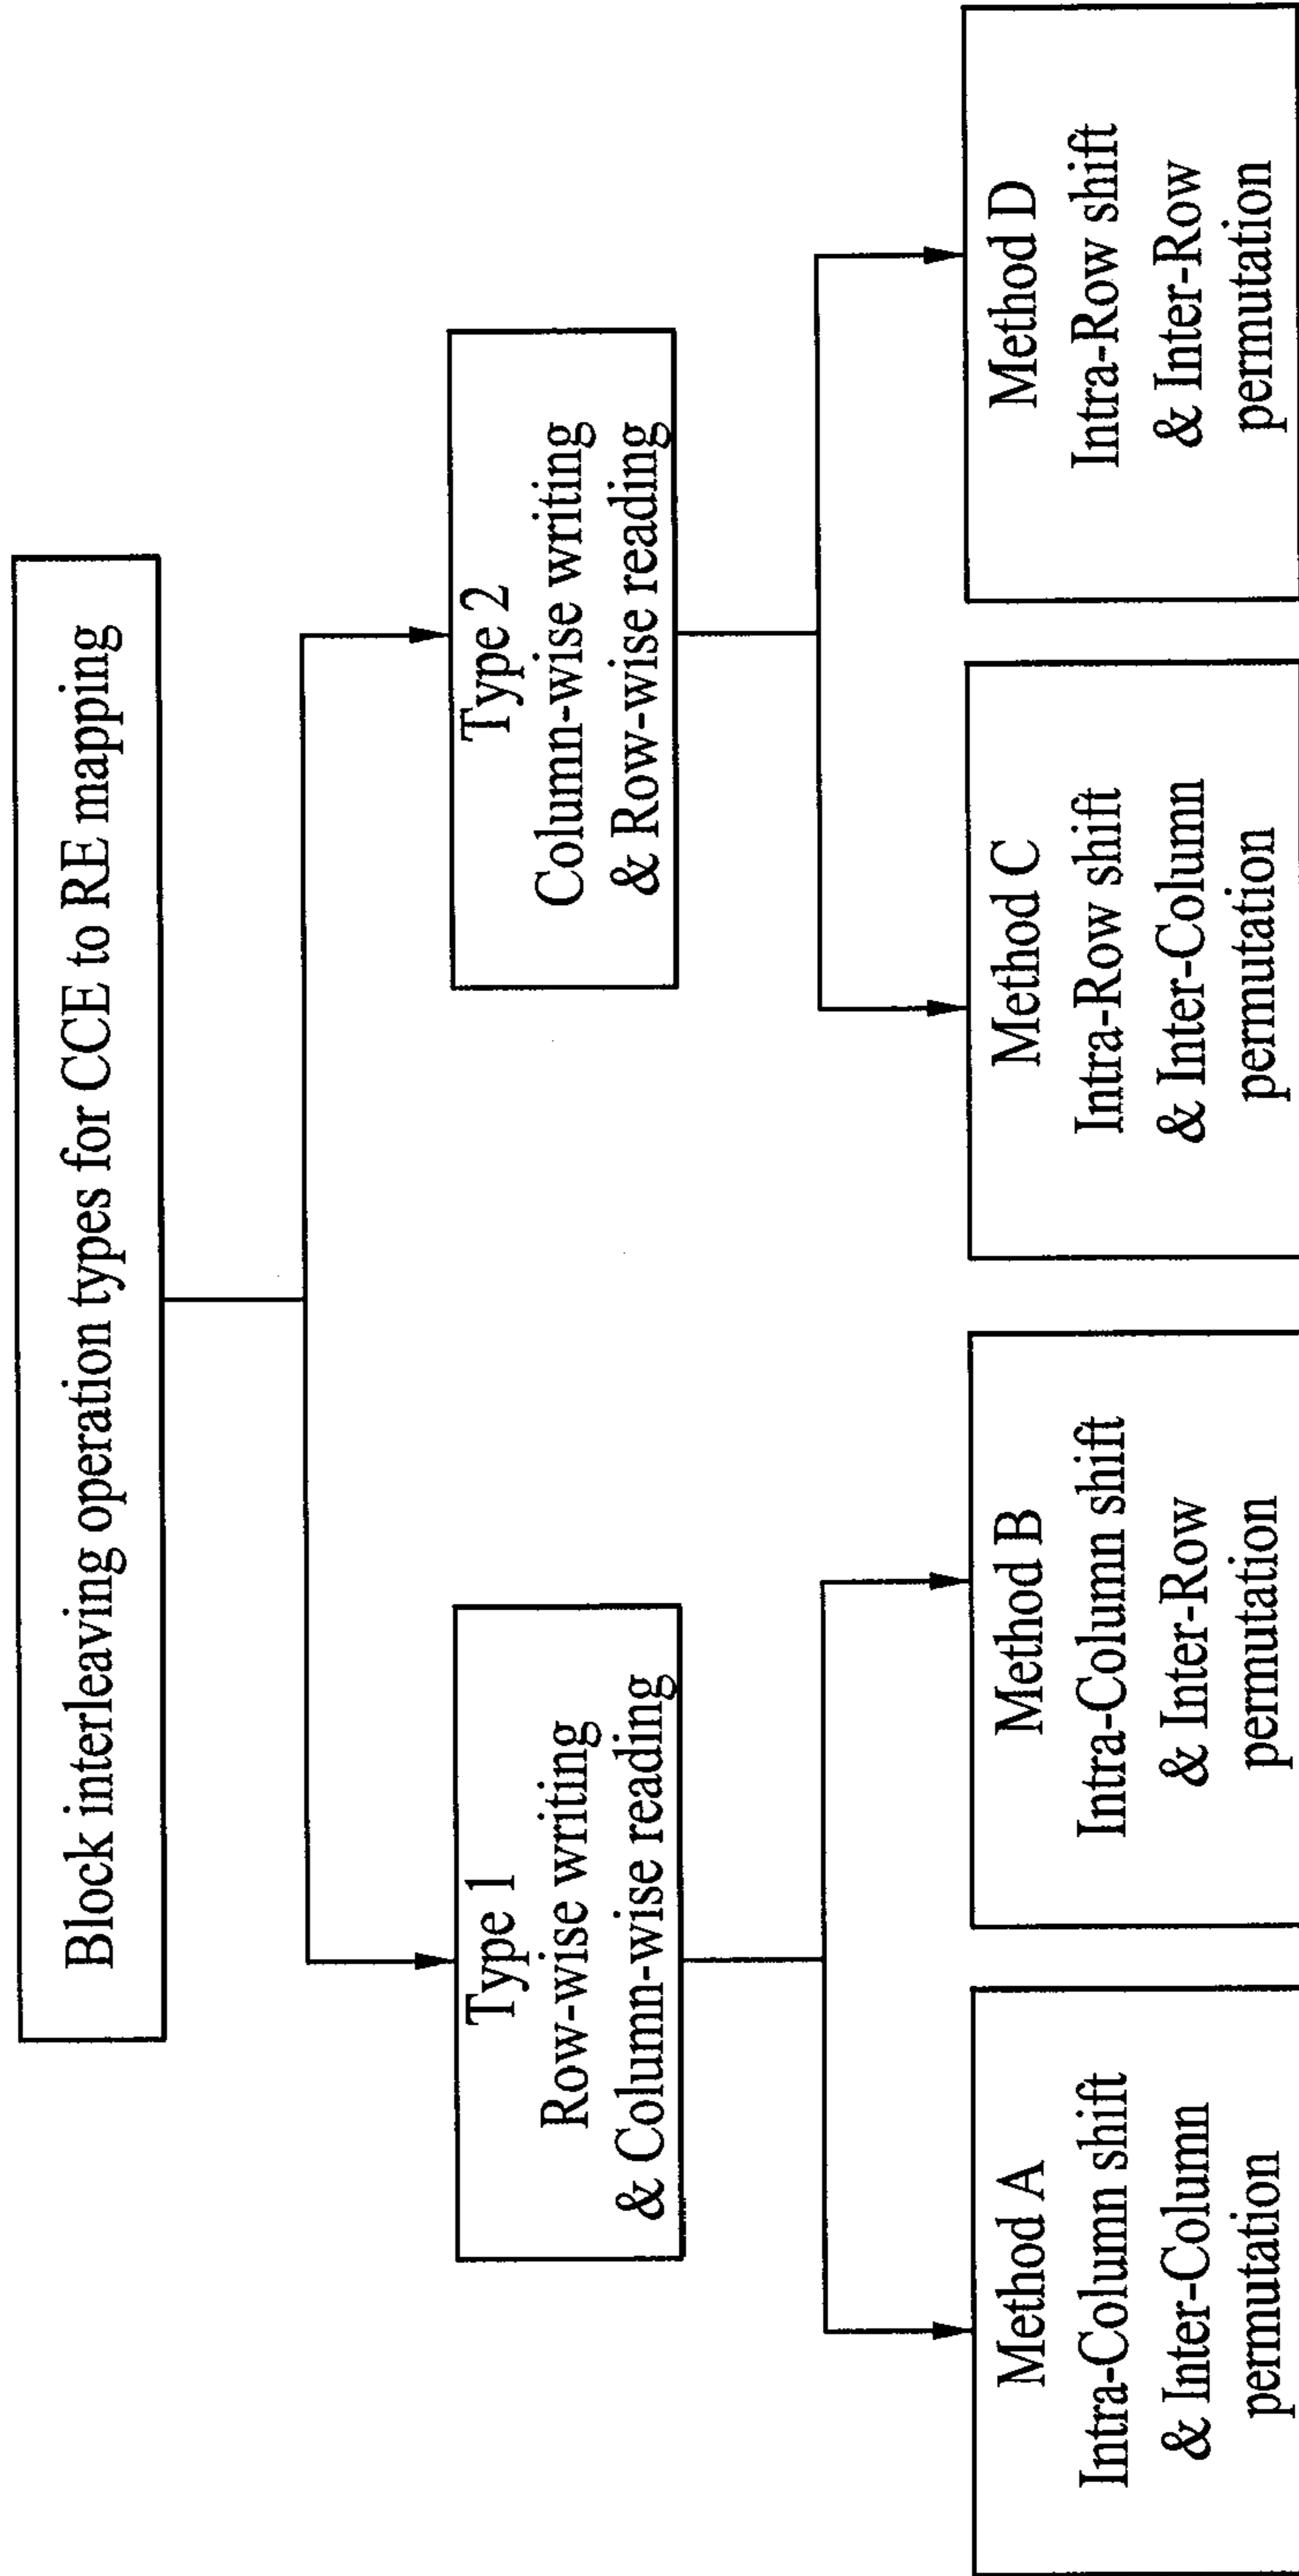 Block interleaving operation types for CCE to RE mapping
Type 1
Row-wise writing
& Column-wise reading
Type 2
Column-wise writing
& Row-wise reading
Method A
Intra-Column shift
& Inter-Column
permutation
Method B
Intra-Column shift
& Inter-Row
permutation
Method C
Intra-Row shift
& Inter-Column
permutation
Method D
Intra-Row shift
& Inter-Row
permutation